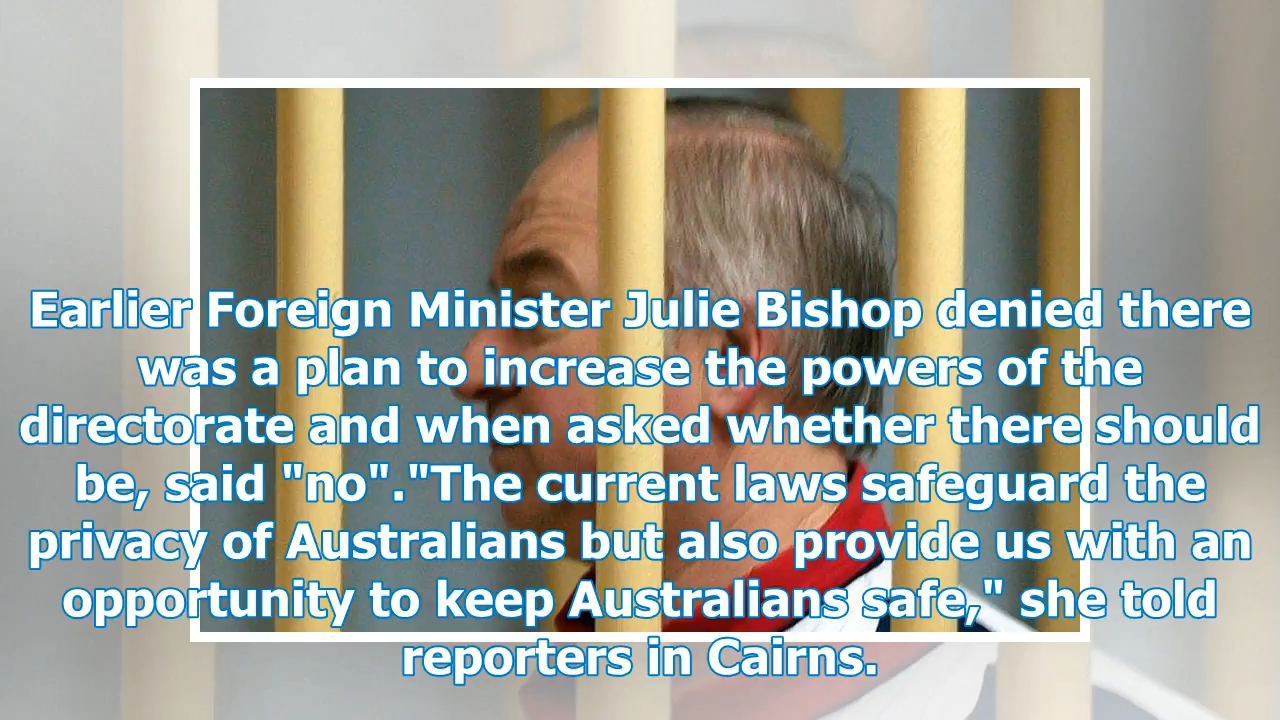 Earlier Foreign Minister Julie Bishop denied there
was a plan to increase the powers of the
directorate and when asked whether there should
be, said "no"."The current laws safeguard the
privacy of Australians but also provide us with an
opportunity to keep Australians safe," she told
reporters in Cairns.